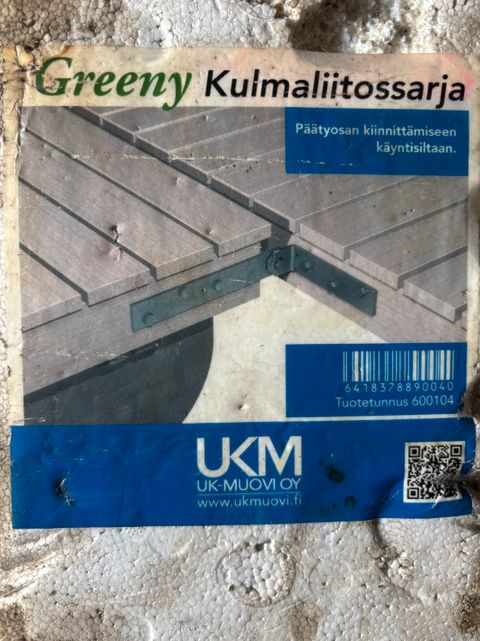 Greeny Kulmaliitossarja
Päätyosan kiinnittämiseen
käyntisiltaan.
6418378890040
Tuotetunnus 600104
UKM
UK-MUOVI OY
www.ukmuovi.fi